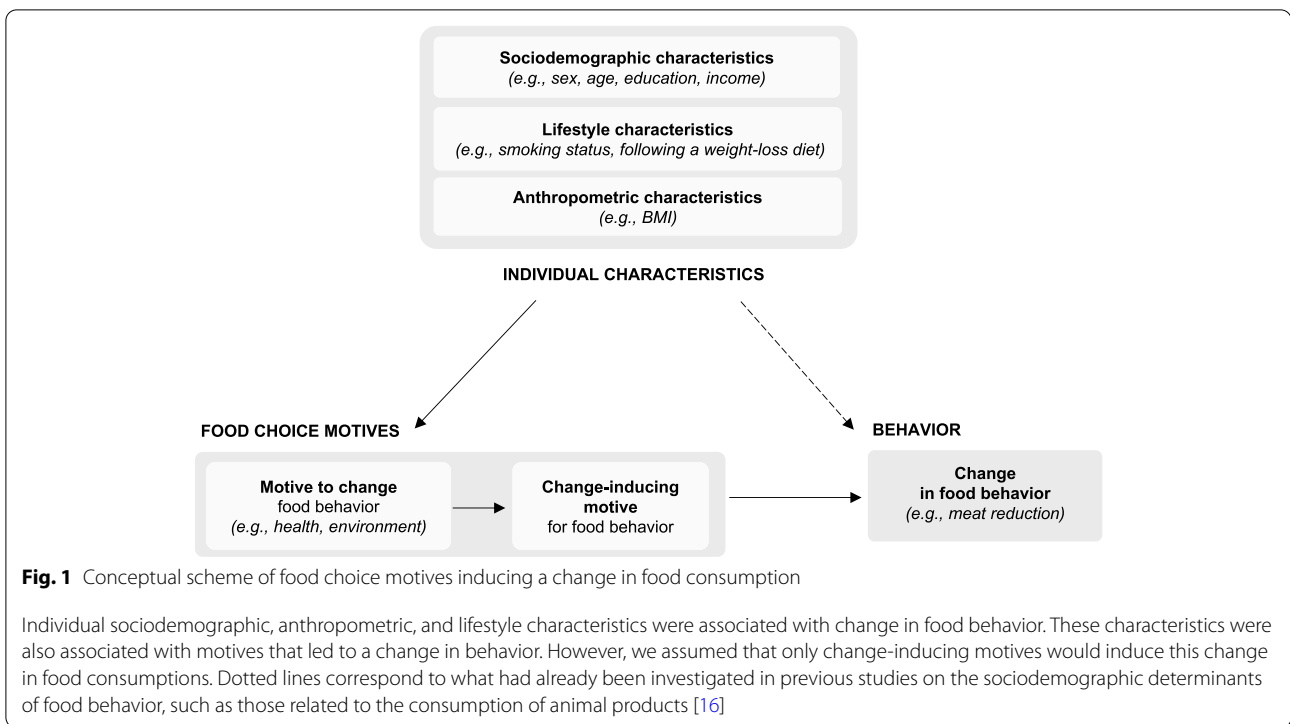 Sociodemographic characteristics
(e.g., sex, age, education, income)
Lifestyle characteristics
(e.g., smoking status, following a weight-loss diet)
Anthropometric characteristics
(e.g., BMI)
INDIVIDUAL CHARACTERISTICS
FOOD CHOICE MOTIVES
Motive to change
food behavior
(e.g., health, environment)
Change-inducing
motive
for food behavior
BEHAVIOR
Change
in food behavior
(e.g., meat reduction)
Fig. 1 Conceptual scheme of food choice motives inducing a change in food consumption
Individual sociodemographic, anthropometric, and lifestyle characteristics were associated with change in food behavior. These characteristics were
also associated with motives that led to a change in behavior. However, we assumed that only change-inducing motives would induce this change
in food consumptions. Dotted lines correspond to what had already been investigated in previous studies on the sociodemographic determinants
of food behavior, such as those related to the consumption of animal products [16]